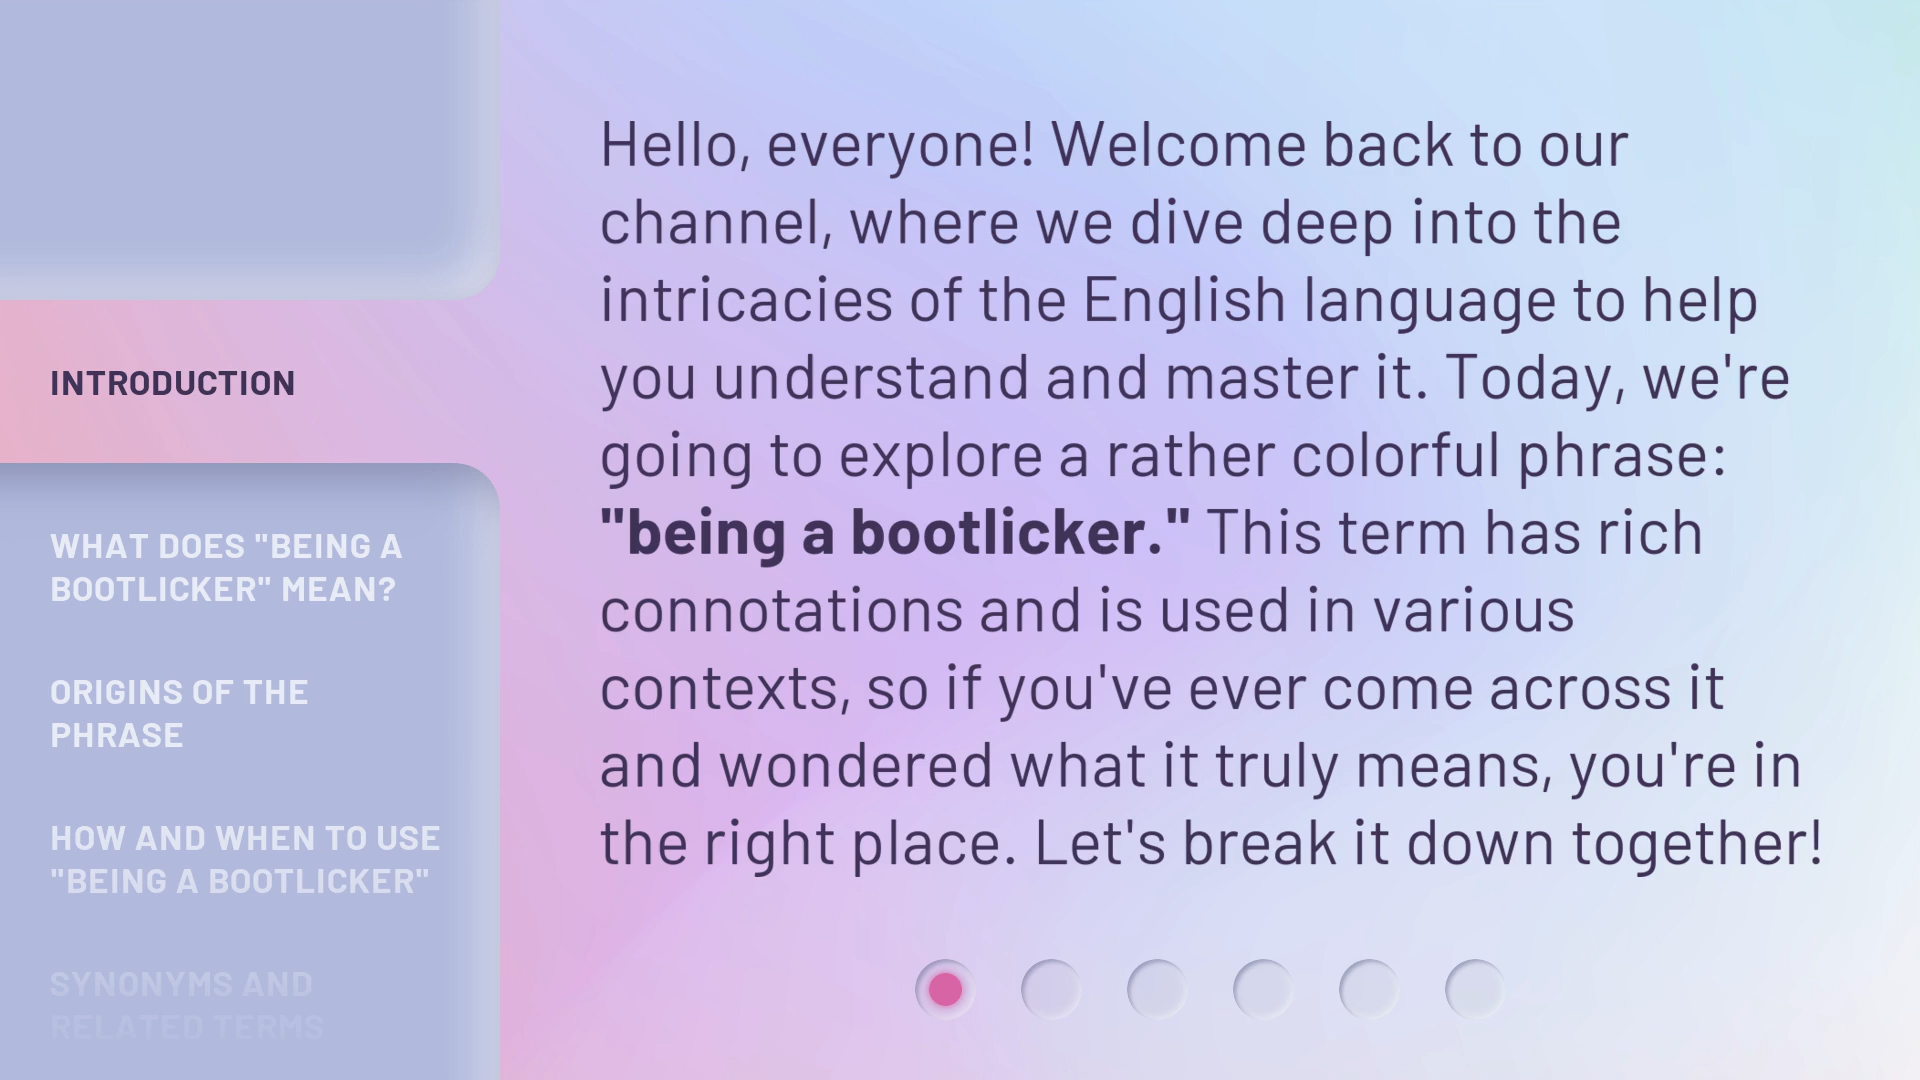 INTRODUCTION
WHAT DOES "BEING A
BOOTLICKER" MEAN?
ORIGINS OF THE
PHRASE
HOW AND WHEN TO USE
"BEING A BOOTLICKER"
SYNONYMS AND
RELATED TERMS
Hello, everyone! Welcome back to our
channel, where we dive deep into the
intricacies of the English language to help
you understand and master it. Today, we're
going to explore a rather colorful phrase:
"being a bootlicker." This term has rich
connotations and is used in various
contexts, so if you've ever come across it
and wondered what it truly means, you're in
the right place. Let's break it down together!